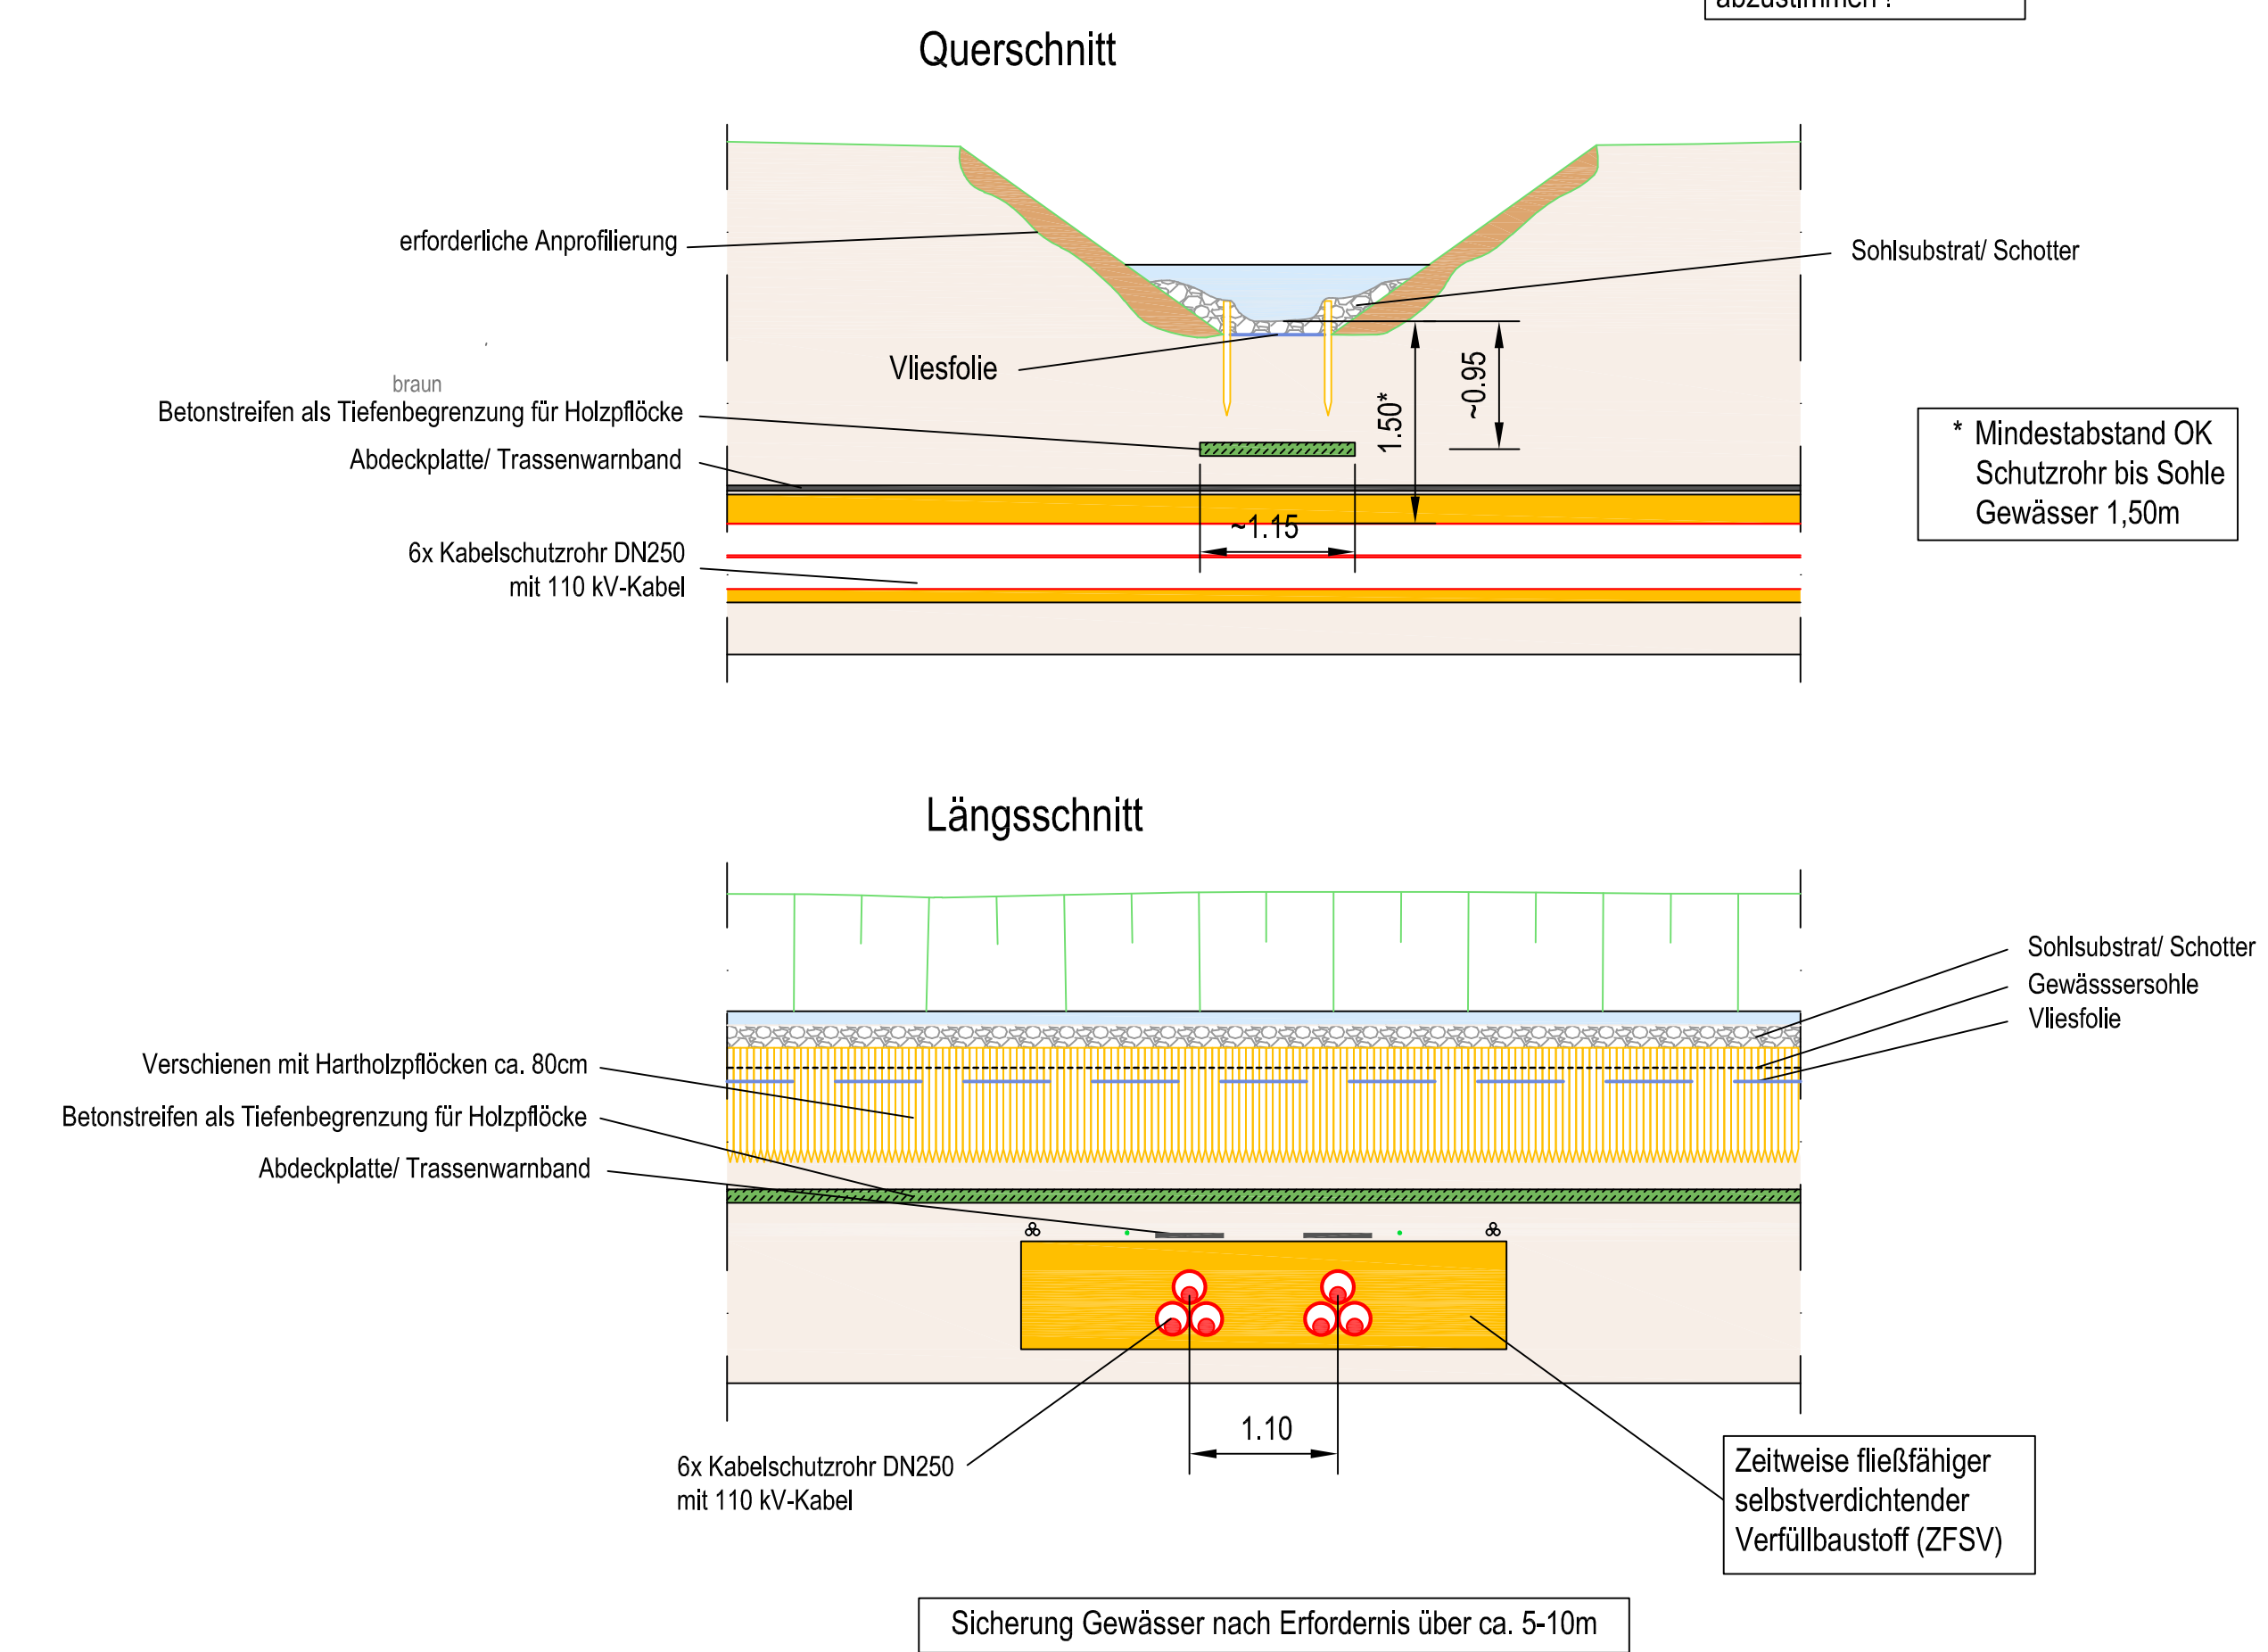 abzustimmen !
Querschnitt
erforderliche Anprofilierung
Sohlsubstrat/ Schotter
Vliesfolie
braun
Betonstreifen als Tiefenbegrenzung für Holzpflöcke
Abdeckplatte/ Trassenwarnband
1.50*
~0.95
* Mindestabstand OK
Schutzrohr bis Sohle
Gewässer 1,50m
~1.15
6x Kabelschutzrohr DN250
mit 110 kV-Kabel
Längsschnitt
Sohlsubstrat/ Schotter
Gewässsersohle
Vliesfolie
Verschienen mit Hartholzpflöcken ca. 80cm
Betonstreifen als Tiefenbegrenzung für Holzpflöcke
Abdeckplatte/ Trassenwarnband
1.10
6x Kabelschutzrohr DN250
mit 110 kV-Kabel
Zeitweise fließfähiger
selbstverdichtender
Verfüllbaustoff (ZFSV)
Sicherung Gewässer nach Erfordernis über ca. 5-10m